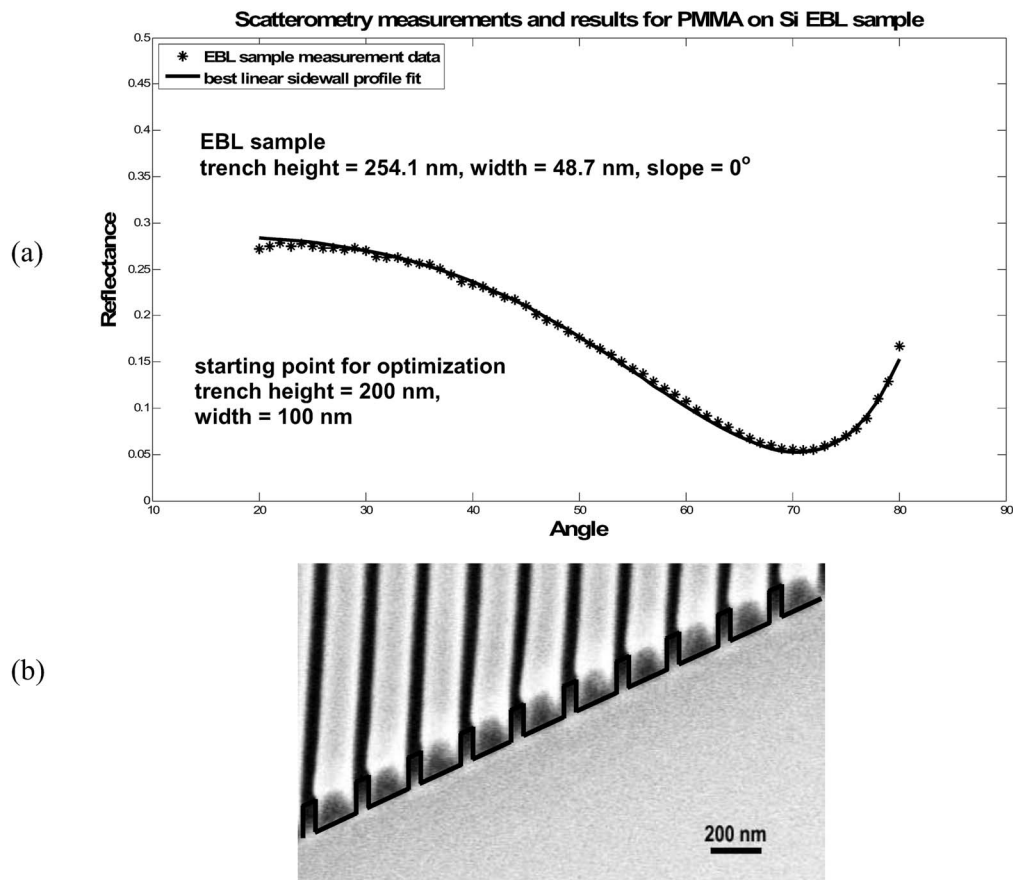 Scatterometry measurements and results for PMMA on Si EBL sample
0.5
EBL sample measurement data
best linear sidewall profile fit
0.45
0.4
EBL sample
trench height = 254.1 nm, width = 48.7 nm, slope = 0°
0.35
0.3
(a)
Reflectance
0.25
0.2
0.15
starting point for optimization
trench height = 200 nm,
width = 100 nm
0.1
0.05
0
10 20 30 40 50 60 70 80 90
Angle
(b)
200 nm